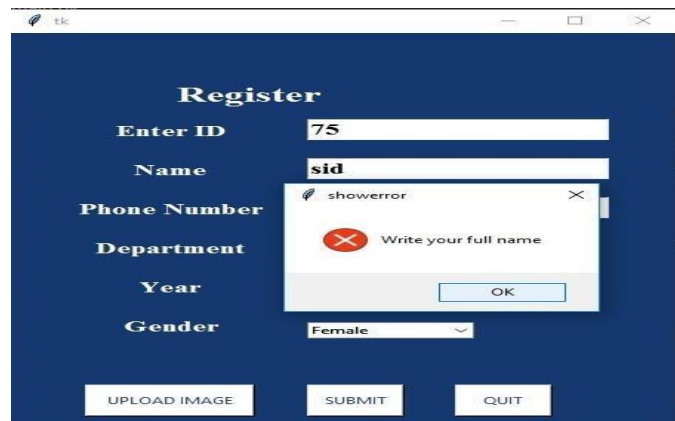 tk
Register
Enter ID 75
Name sid
showerror
Phone Number
Write your full name
Department
Year
OK
Gender Female
UPLOAD IMAGE SUBMIT QUIT